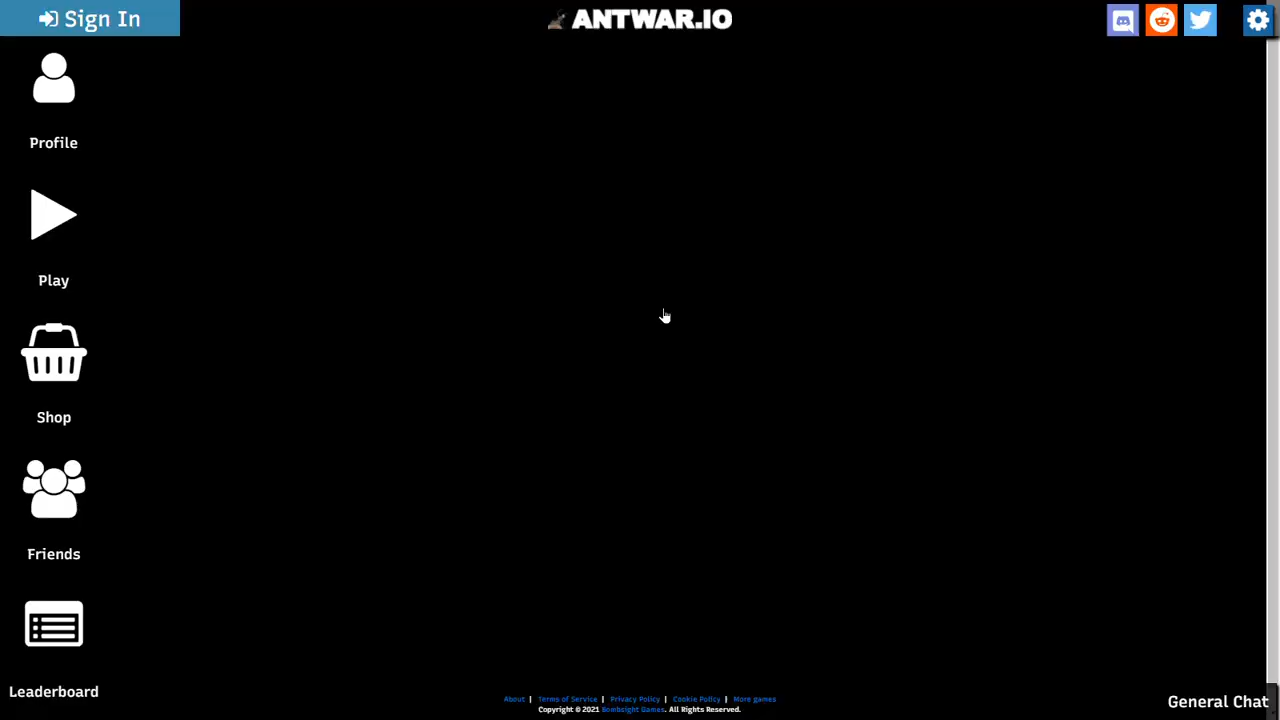 Sign In
ANTWAR.IO
Profile
Play
Shop
Friends
Leaderboard
About | Terms of Service | Privacy Policy | Cookie Policy | More games
Copyright © 2021 Bombsight Games. All Rights Reserved.
General Chat